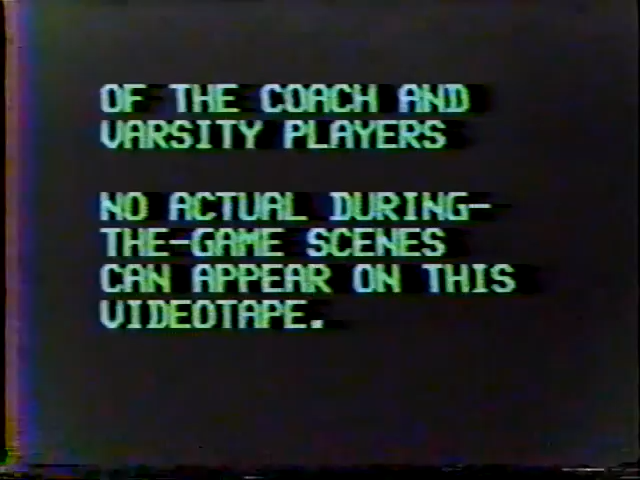 OF THE COACH AND
VARSITY PLAYERS
NO ACTUAL DURING-
THE-GAME SCENES
CAN APPEAR ON THIS
VIDEOTAPE.